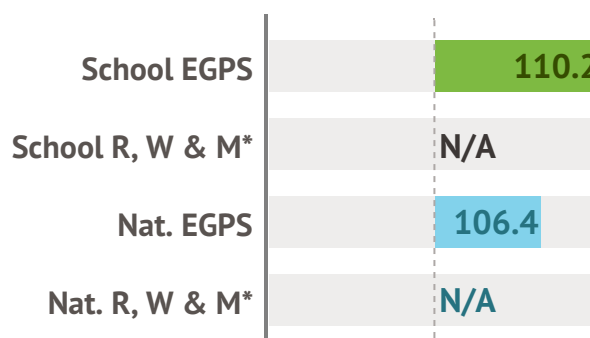 School EGPS 110.2
School R, W & M* N/A
Nat. EGPS 106.4
Nat. R, W & M* N/A